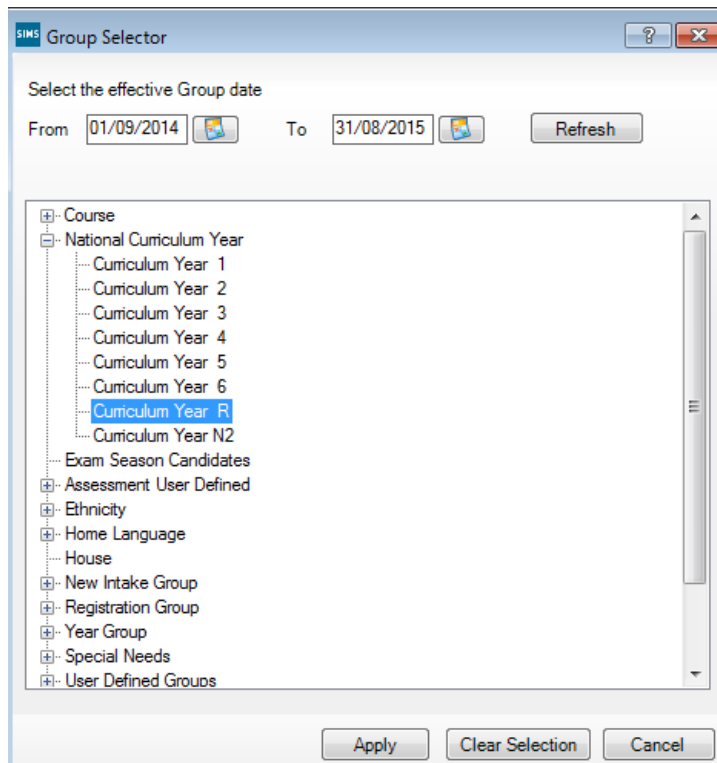 SIMS Group Selector
Select the effective Group date
From 01/09/2014 To 31/08/2015 Refresh
Course
National Curriculum Year
Curriculum Year 1
Curriculum Year 2
Curriculum Year 3
Curriculum Year 4
Curriculum Year 5
Curriculum Year 6
Curriculum Year R
Curriculum Year N2
Exam Season Candidates
Assessment User Defined
Ethnicity
Home Language
House
New Intake Group
Registration Group
Year Group
Special Needs
User Defined Groups
Apply Clear Selection Cancel